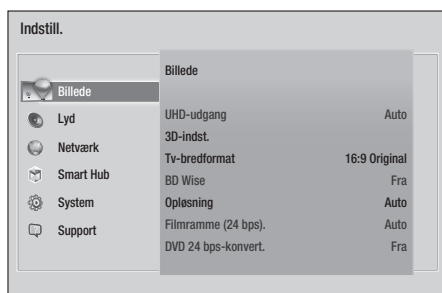 Indstill.
Billede
Lyd
Netværk
Smart Hub
System
Support
Billede
UHD-udgang Auto
3D-indst.
Tv-bredformat 16:9 Original
BD Wise Fra
Opløsning Auto
Filmramme (24 bps). Auto
DVD 24 bps-konvert. Fra